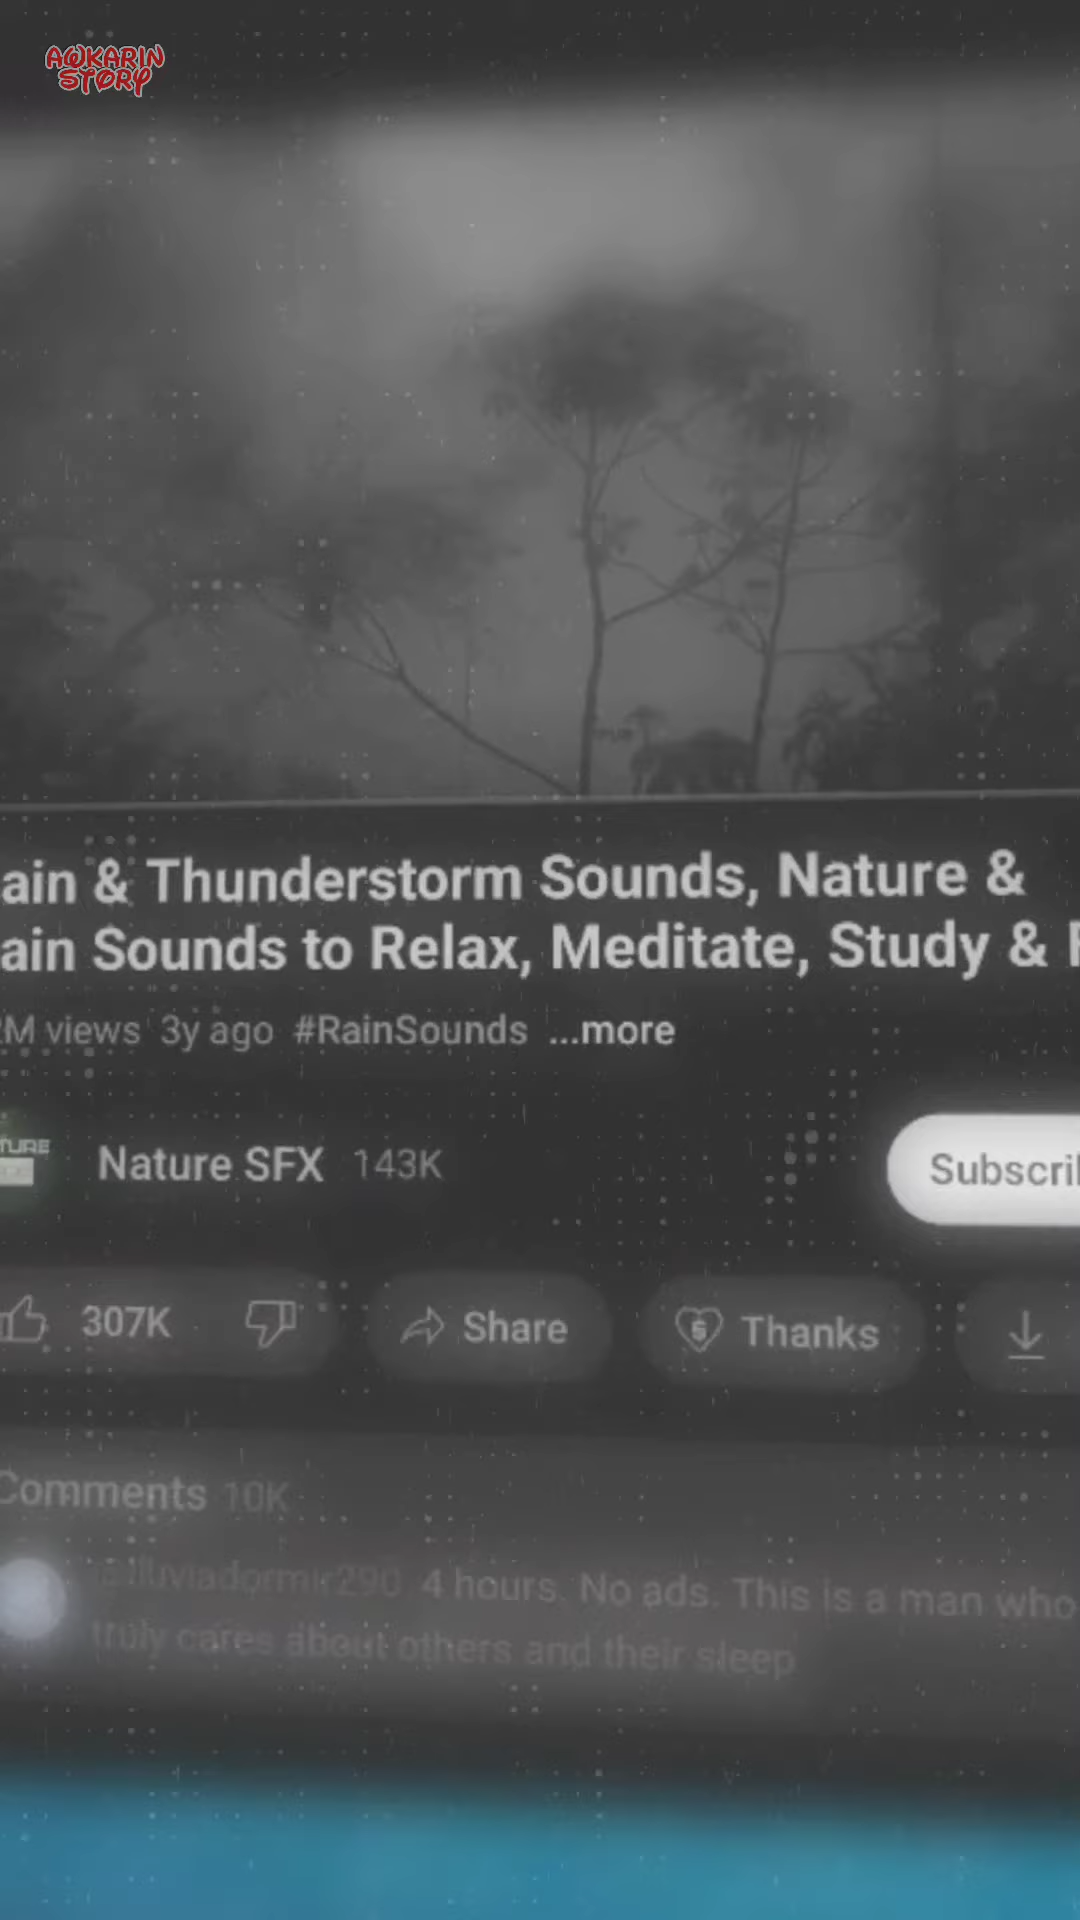 AWKARIN
STORY
ain & Thunderstorm Sounds, Nature &
ain Sounds to Relax, Meditate, Study &
M views 3y ago #RainSounds ...more
TURE
Nature SFX 143K
Subscri
307K
Share
Thanks
Comments 10K
4 hours. No ads. This is a man who
truly cares about others and their sleep